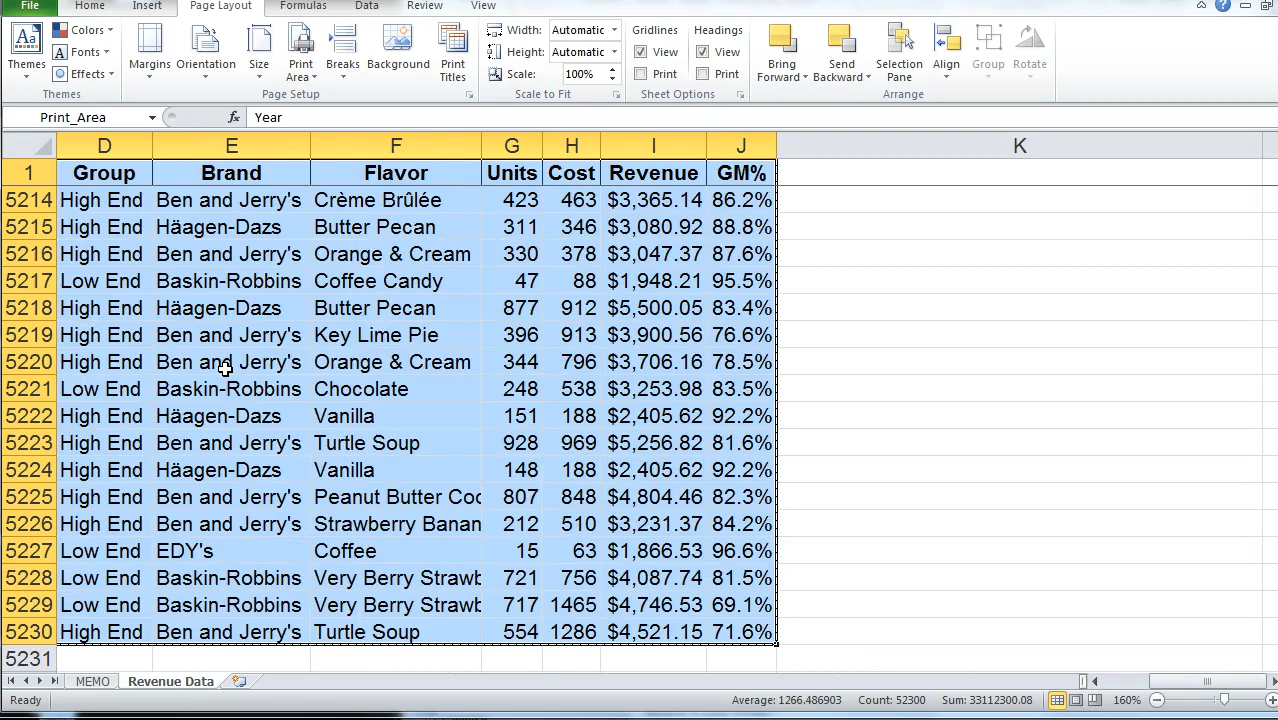 File Home Insert Page Layout Formulas Data Review View
Themes Colors Fonts Effects Margins Orientation Size Print Area Breaks Background Print Titles Width: Automatic Height: Automatic Scale: 100% Gridlines View Print Headings View Print Bring Forward Send Backward Selection Pane Align Group Rotate
Themes Page Setup Scale to Fit Sheet Options Arrange
Print_Area fx Year
D E F G H I J K
1 Group Brand Flavor Units Cost Revenue GM%
5214 High End Ben and Jerry's Crème Brûlée 423 463 $3,365.14 86.2%
5215 High End Häagen-Dazs Butter Pecan 311 346 $3,080.92 88.8%
5216 High End Ben and Jerry's Orange & Cream 330 378 $3,047.37 87.6%
5217 Low End Baskin-Robbins Coffee Candy 47 88 $1,948.21 95.5%
5218 High End Häagen-Dazs Butter Pecan 877 912 $5,500.05 83.4%
5219 High End Ben and Jerry's Key Lime Pie 396 913 $3,900.56 76.6%
5220 High End Ben and Jerry's Orange & Cream 344 796 $3,706.16 78.5%
5221 Low End Baskin-Robbins Chocolate 248 538 $3,253.98 83.5%
5222 High End Häagen-Dazs Vanilla 151 188 $2,405.62 92.2%
5223 High End Ben and Jerry's Turtle Soup 928 969 $5,256.82 81.6%
5224 High End Häagen-Dazs Vanilla 148 188 $2,405.62 92.2%
5225 High End Ben and Jerry's Peanut Butter Coo 807 848 $4,804.46 82.3%
5226 High End Ben and Jerry's Strawberry Banan 212 510 $3,231.37 84.2%
5227 Low End EDY's Coffee 15 63 $1,866.53 96.6%
5228 Low End Baskin-Robbins Very Berry Strawb 721 756 $4,087.74 81.5%
5229 Low End Baskin-Robbins Very Berry Strawb 717 1465 $4,746.53 69.1%
5230 High End Ben and Jerry's Turtle Soup 554 1286 $4,521.15 71.6%
5231
MEMO Revenue Data
Ready Average: 1266.486903 Count: 52300 Sum: 33112300.08 160%